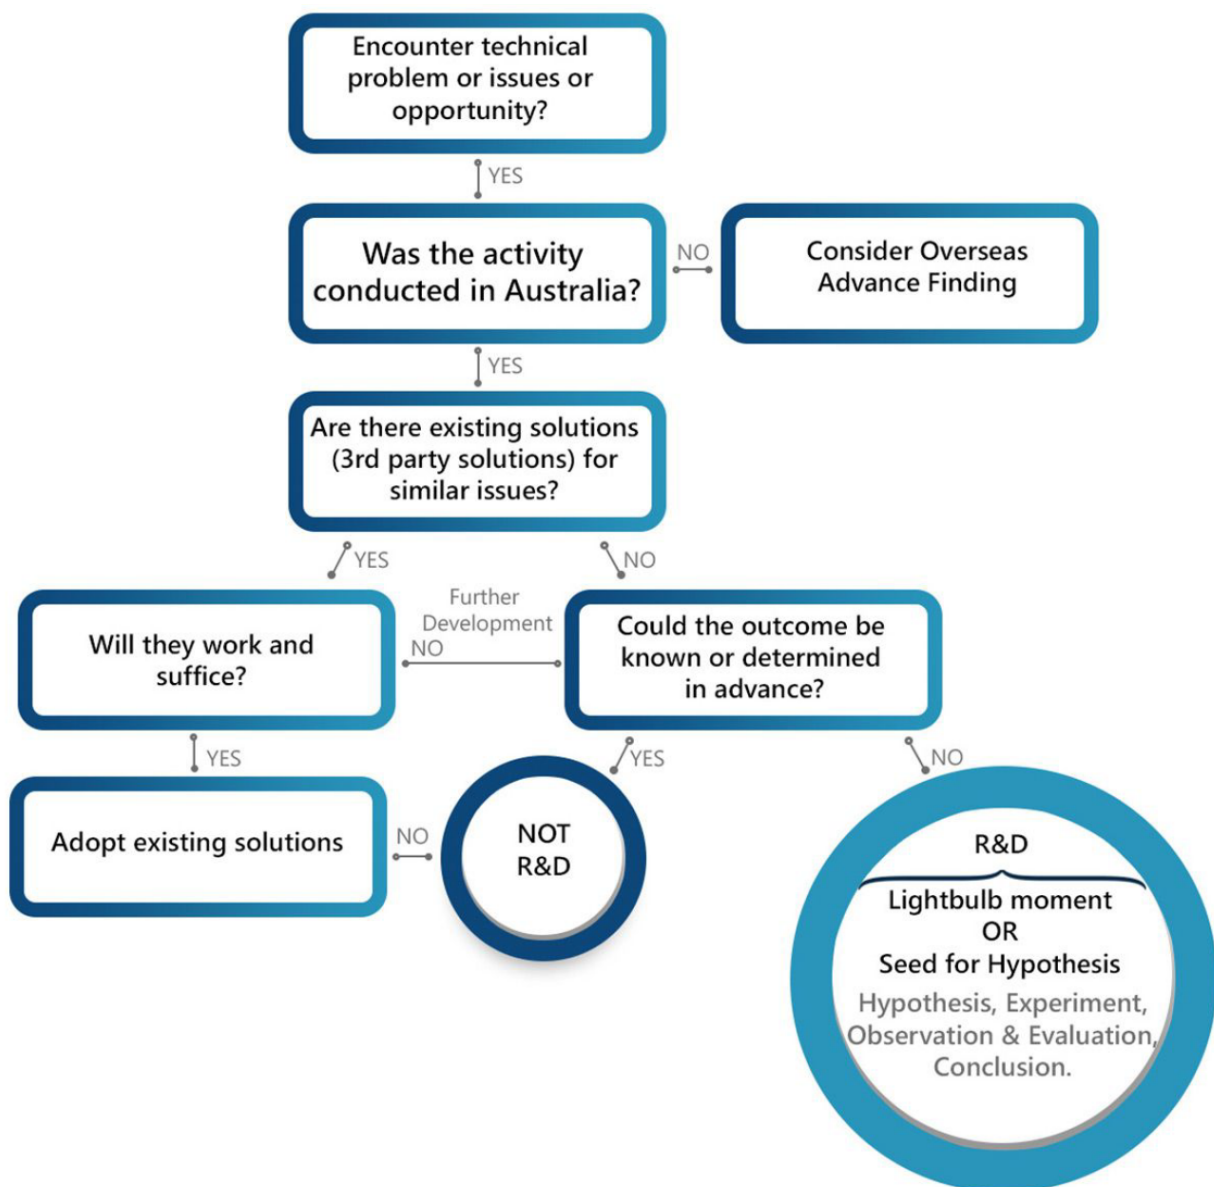 Encounter technical
problem or issues or
opportunity?
YES
Was the activity
conducted in Australia?
NO
Consider Overseas
Advance Finding
YES
Are there existing solutions
(3rd party solutions) for
similar issues?
YES
NO
Will they work and
suffice?
Further
Development
NO
Could the outcome be
known or determined
in advance?
YES
YES
NO
Adopt existing solutions
NO
NOT
R&D
R&D
Lightbulb moment
OR
Seed for Hypothesis
Hypothesis, Experiment,
Observation & Evaluation,
Conclusion.